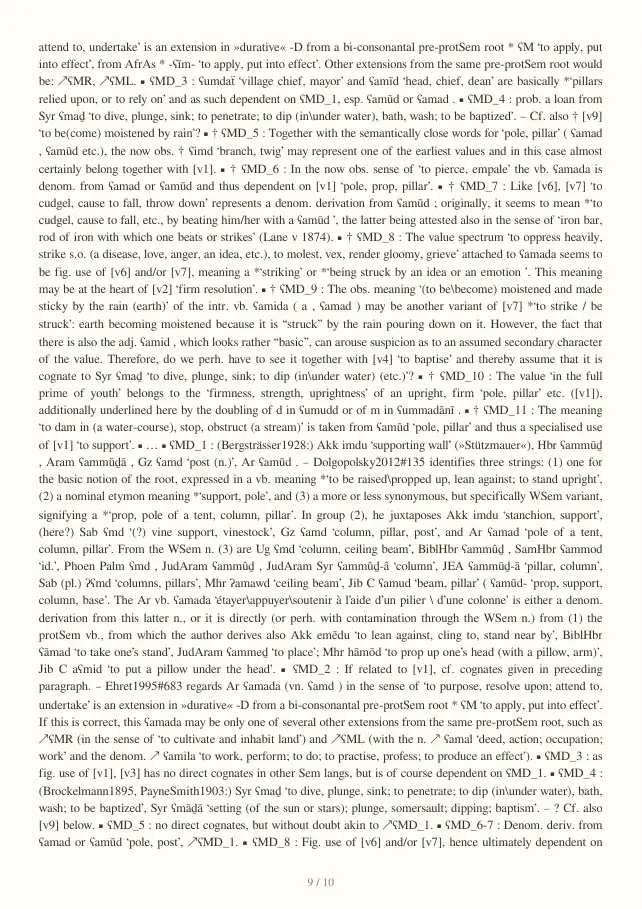 attend to, undertake’ is an extension in »durative« -D from a bi-consonantal pre-protSem root * ʕM ‘to apply, put
into effect’, from AfrAs * -ʕîm- ‘to apply, put into effect’. Other extensions from the same pre-protSem root would
be: ↗ʕMR, ↗ʕML. ▪ ʕMD_3 : ʕumdaẗ ‘village chief, mayor’ and ʕamīd ‘head, chief, dean’ are basically *‘pillars
relied upon, or to rely on’ and as such dependent on ʕMD_1, esp. ʕamūd or ʕamad . ▪ ʕMD_4 : prob. a loan from
Syr ʕmaḏ ‘to dive, plunge, sink; to penetrate; to dip (in\under water), bath, wash; to be baptized’. – Cf. also † [v9]
‘to be(come) moistened by rain’? ▪ † ʕMD_5 : Together with the semantically close words for ‘pole, pillar’ ( ʕamad
, ʕamūd etc.), the now obs. † ʕimd ‘branch, twig’ may represent one of the earliest values and in this case almost
certainly belong together with [v1]. ▪ † ʕMD_6 : In the now obs. sense of ‘to pierce, empale’ the vb. ʕamada is
denom. from ʕamad or ʕamūd and thus dependent on [v1] ‘pole, prop, pillar’. ▪ † ʕMD_7 : Like [v6], [v7] ‘to
cudgel, cause to fall, throw down’ represents a denom. derivation from ʕamūd ; originally, it seems to mean *‘to
cudgel, cause to fall, etc., by beating him/her with a ʕamūd ’, the latter being attested also in the sense of ‘iron bar,
rod of iron with which one beats or strikes’ (Lane v 1874). ▪ † ʕMD_8 : The value spectrum ‘to oppress heavily,
strike s.o. (a disease, love, anger, an idea, etc.), to molest, vex, render gloomy, grieve’ attached to ʕamada seems to
be fig. use of [v6] and/or [v7], meaning a *‘striking’ or *‘being struck by an idea or an emotion ’. This meaning
may be at the heart of [v2] ‘firm resolution’. ▪ † ʕMD_9 : The obs. meaning ‘(to be\become) moistened and made
sticky by the rain (earth)’ of the intr. vb. ʕamida ( a , ʕamad ) may be another variant of [v7] *‘to strike / be
struck’: earth becoming moistened because it is “struck” by the rain pouring down on it. However, the fact that
there is also the adj. ʕamid , which looks rather “basic”, can arouse suspicion as to an assumed secondary character
of the value. Therefore, do we perh. have to see it together with [v4] ‘to baptise’ and thereby assume that it is
cognate to Syr ʕmaḏ ‘to dive, plunge, sink; to dip (in\under water) (etc.)’? ▪ † ʕMD_10 : The value ‘in the full
prime of youth’ belongs to the ‘firmness, strength, uprightness’ of an upright, firm ‘pole, pillar’ etc. ([v1]),
additionally underlined here by the doubling of d in ʕumudd or of m in ʕummadānī . ▪ † ʕMD_11 : The meaning
‘to dam in (a water-course), stop, obstruct (a stream)’ is taken from ʕamūd ‘pole, pillar’ and thus a specialised use
of [v1] ‘to support’. ▪ … ▪ ʕMD_1 : (Bergsträsser1928:) Akk imdu ‘supporting wall’ (»Stützmauer«), Hbr ʕammūḏ
, Aram ʕammūḏā , Gz ʕamd ‘post (n.)’, Ar ʕamūd . – Dolgopolsky2012#135 identifies three strings: (1) one for
the basic notion of the root, expressed in a vb. meaning *‘to be raised\propped up, lean against; to stand upright’,
(2) a nominal etymon meaning *‘support, pole’, and (3) a more or less synonymous, but specifically WSem variant,
signifying a *‘prop, pole of a tent, column, pillar’. In group (2), he juxtaposes Akk imdu ‘stanchion, support’,
(here?) Sab ʕmd ‘(?) vine support, vinestock’, Gz ʕamd ‘column, pillar, post’, and Ar ʕamad ‘pole of a tent,
column, pillar’. From the WSem n. (3) are Ug ʕmd ‘column, ceiling beam’, BiblHbr ʕammūḏ , SamHbr ʕammod
‘id.’, Phoen Palm ʕmd , JudAram ʕammūḏ , JudAram Syr ʕammūḏ-â ‘column’, JEA ʕammūḏ-ā ‘pillar, column’,
Sab (pl.) ʔʕmd ‘columns, pillars’, Mhr ʔamawd ‘ceiling beam’, Jib C ʕamud ‘beam, pillar’ ( ʕamūd- ‘prop, support,
column, base’. The Ar vb. ʕamada ‘étayer\appuyer\soutenir à l’aide d’un pilier \ d’une colonne’ is either a denom.
derivation from this latter n., or it is directly (or perh. with contamination through the WSem n.) from (1) the
protSem vb., from which the author derives also Akk emēdu ‘to lean against, cling to, stand near by’, BiblHbr
ʕāmad ‘to take one’s stand’, JudAram ʕammeḏ ‘to place’; Mhr hāmōd ‘to prop up one’s head (with a pillow, arm)’,
Jib C aʕmid ‘to put a pillow under the head’. ▪ ʕMD_2 : If related to [v1], cf. cognates given in preceding
paragraph. – Ehret1995#683 regards Ar ʕamada (vn. ʕamd ) in the sense of ‘to purpose, resolve upon; attend to,
undertake’ is an extension in »durative« -D from a bi-consonantal pre-protSem root * ʕM ‘to apply, put into effect’.
If this is correct, this ʕamada may be only one of several other extensions from the same pre-protSem root, such as
↗ʕMR (in the sense of ‘to cultivate and inhabit land’) and ↗ʕML (with the n. ↗ ʕamal ‘deed, action; occupation;
work’ and the denom. ↗ ʕamila ‘to work, perform; to do; to practise, profess; to produce an effect’). ▪ ʕMD_3 : as
fig. use of [v1], [v3] has no direct cognates in other Sem langs, but is of course dependent on ʕMD_1. ▪ ʕMD_4 :
(Brockelmann1895, PayneSmith1903:) Syr ʕmaḏ ‘to dive, plunge, sink; to penetrate; to dip (in\under water), bath,
wash; to be baptized’, Syr ʕmāḏā ‘setting (of the sun or stars); plunge, somersault; dipping; baptism’. – ? Cf. also
[v9] below. ▪ ʕMD_5 : no direct cognates, but without doubt akin to ↗ʕMD_1. ▪ ʕMD_6-7 : Denom. deriv. from
ʕamad or ʕamūd ‘pole, post’, ↗ʕMD_1. ▪ ʕMD_8 : Fig. use of [v6] and/or [v7], hence ultimately dependent on
9 / 10